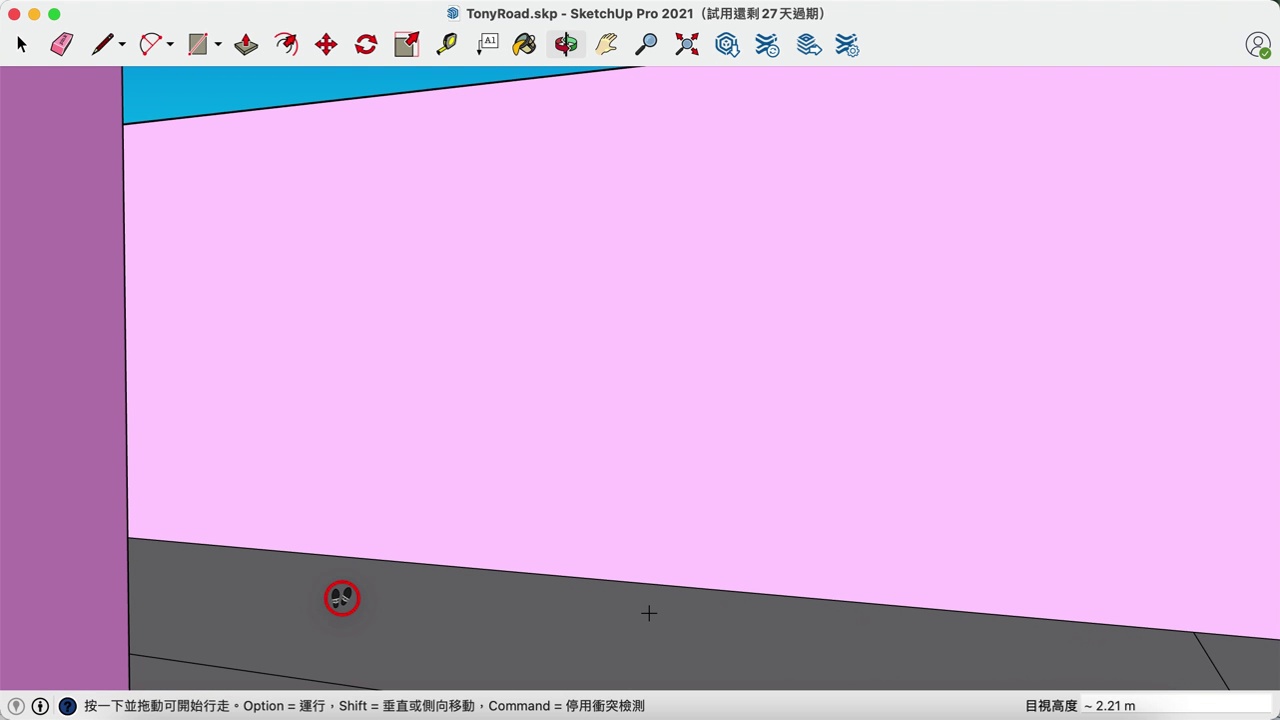 TonyRoad.skp - SketchUp Pro 2021（試用還剩 27 天過期）
A1
按一下並拖動可開始行走。Option = 運行，Shift = 垂直或側向移動，Command = 停用衝突檢測
目視高度 ~ 2.21 m